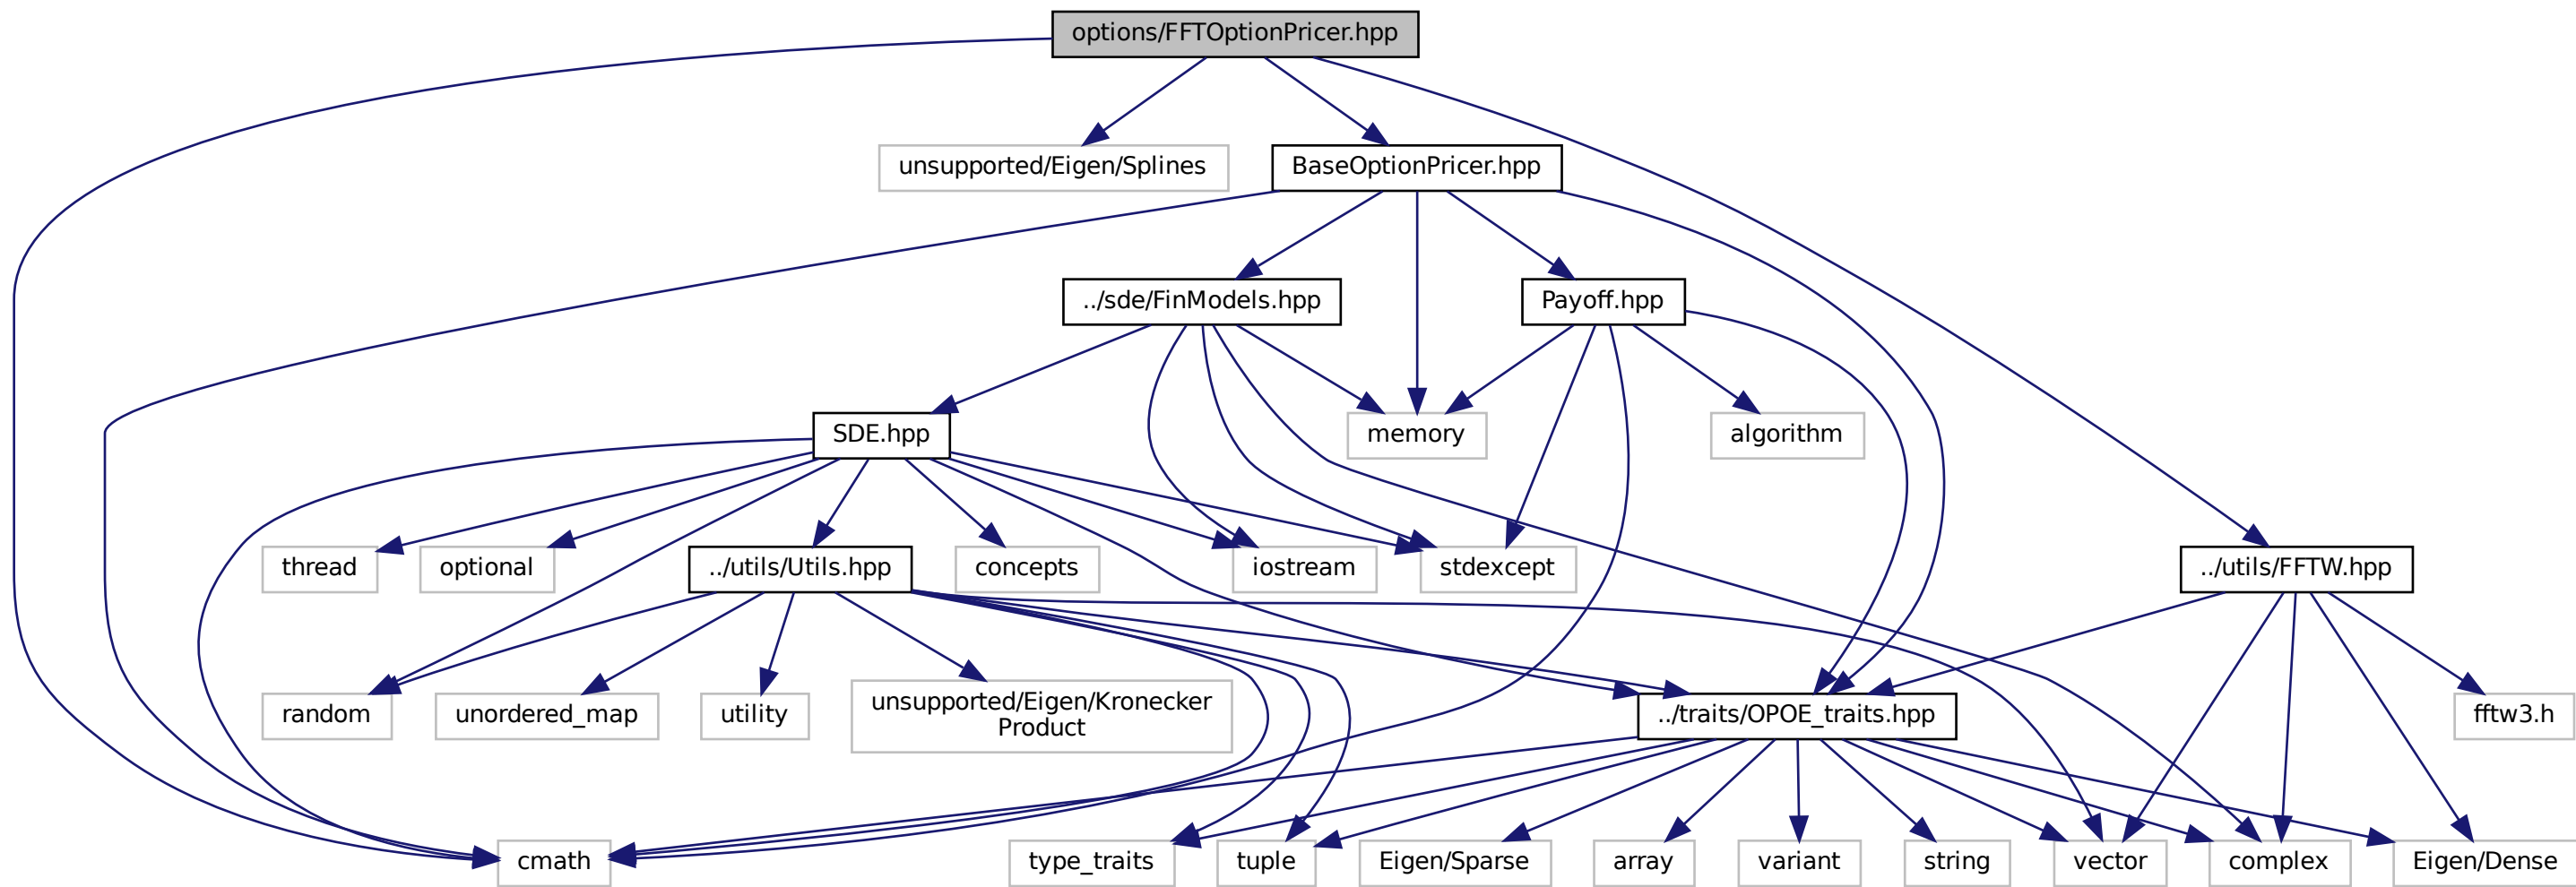 options/FFTOptionPricer.hpp
unsupported/Eigen/Splines
BaseOptionPricer.hpp
../sde/FinModels.hpp
Payoff.hpp
SDE.hpp
memory
algorithm
thread
optional
../utils/Utils.hpp
concepts
iostream
stdexcept
../utils/FFTW.hpp
random
unordered_map
utility
unsupported/Eigen/Kronecker
Product
../traits/OPOE_traits.hpp
fftw3.h
cmath
type_traits
tuple
Eigen/Sparse
array
variant
string
vector
complex
Eigen/Dense